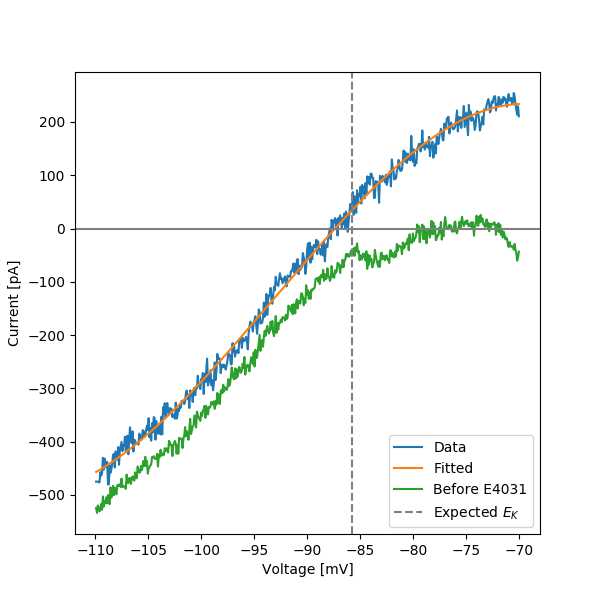 200
100
0
−100
−200
−300
−400
−500
Current [pA]
−110 −105 −100 −95 −90 −85 −80 −75 −70
Voltage [mV]
Data
Fitted
Before E4031
Expected E_K